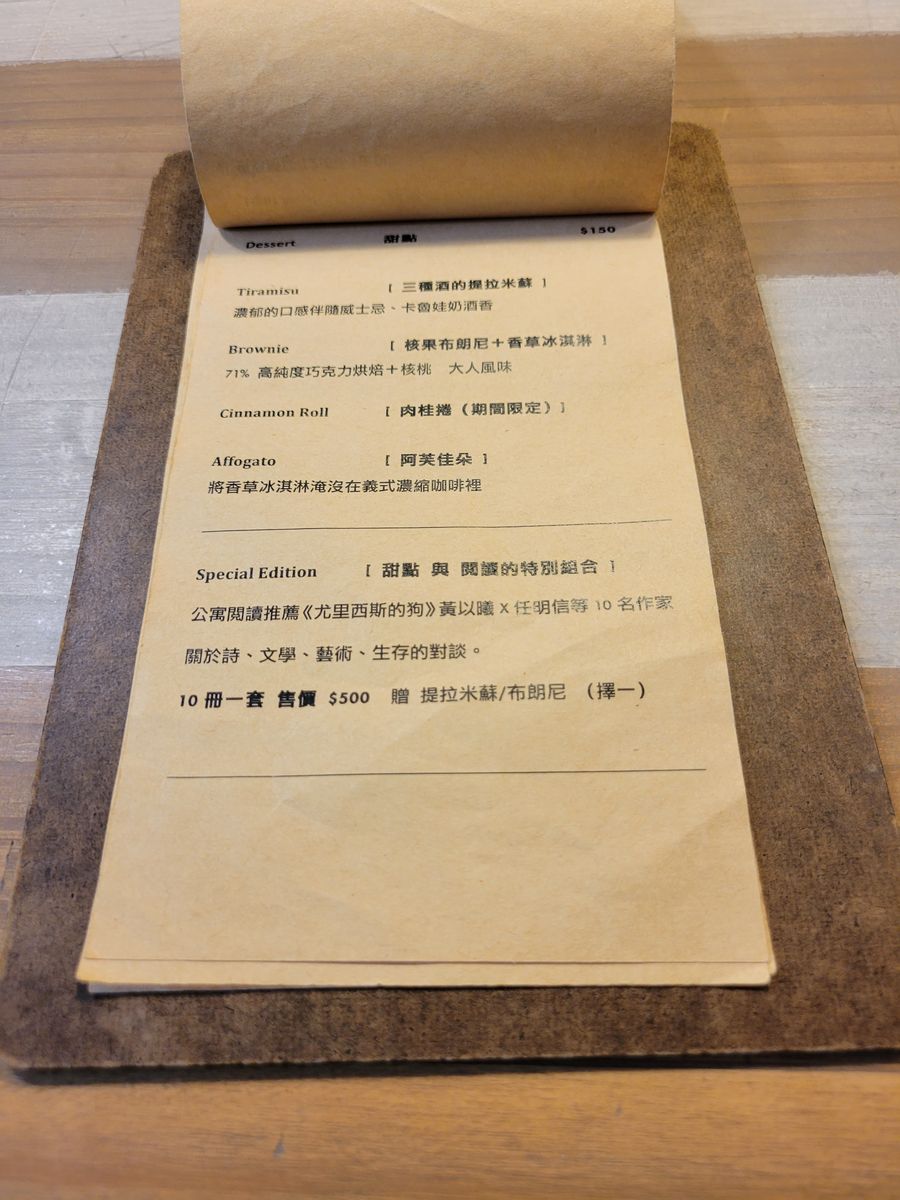 Dessert 甜點 $150
Tiramisu [ 三種酒的提拉米蘇 ]
濃郁的口感伴隨威士忌、卡魯娃奶酒香
Brownie [ 核果布朗尼＋香草冰淇淋 ]
71% 高純度巧克力烘焙＋核桃 大人風味
Cinnamon Roll [ 肉桂捲（期間限定）]
Affogato [ 阿芙佳朵 ]
將香草冰淇淋淹沒在義式濃縮咖啡裡
Special Edition [ 甜點 與 閱讀的特別組合 ]
公寓閱讀推薦《尤里西斯的狗》黃以曦 X 任明信等 10 名作家
關於詩、文學、藝術、生存的對談。
10 冊一套 售價 $500 贈 提拉米蘇/布朗尼 （擇一）